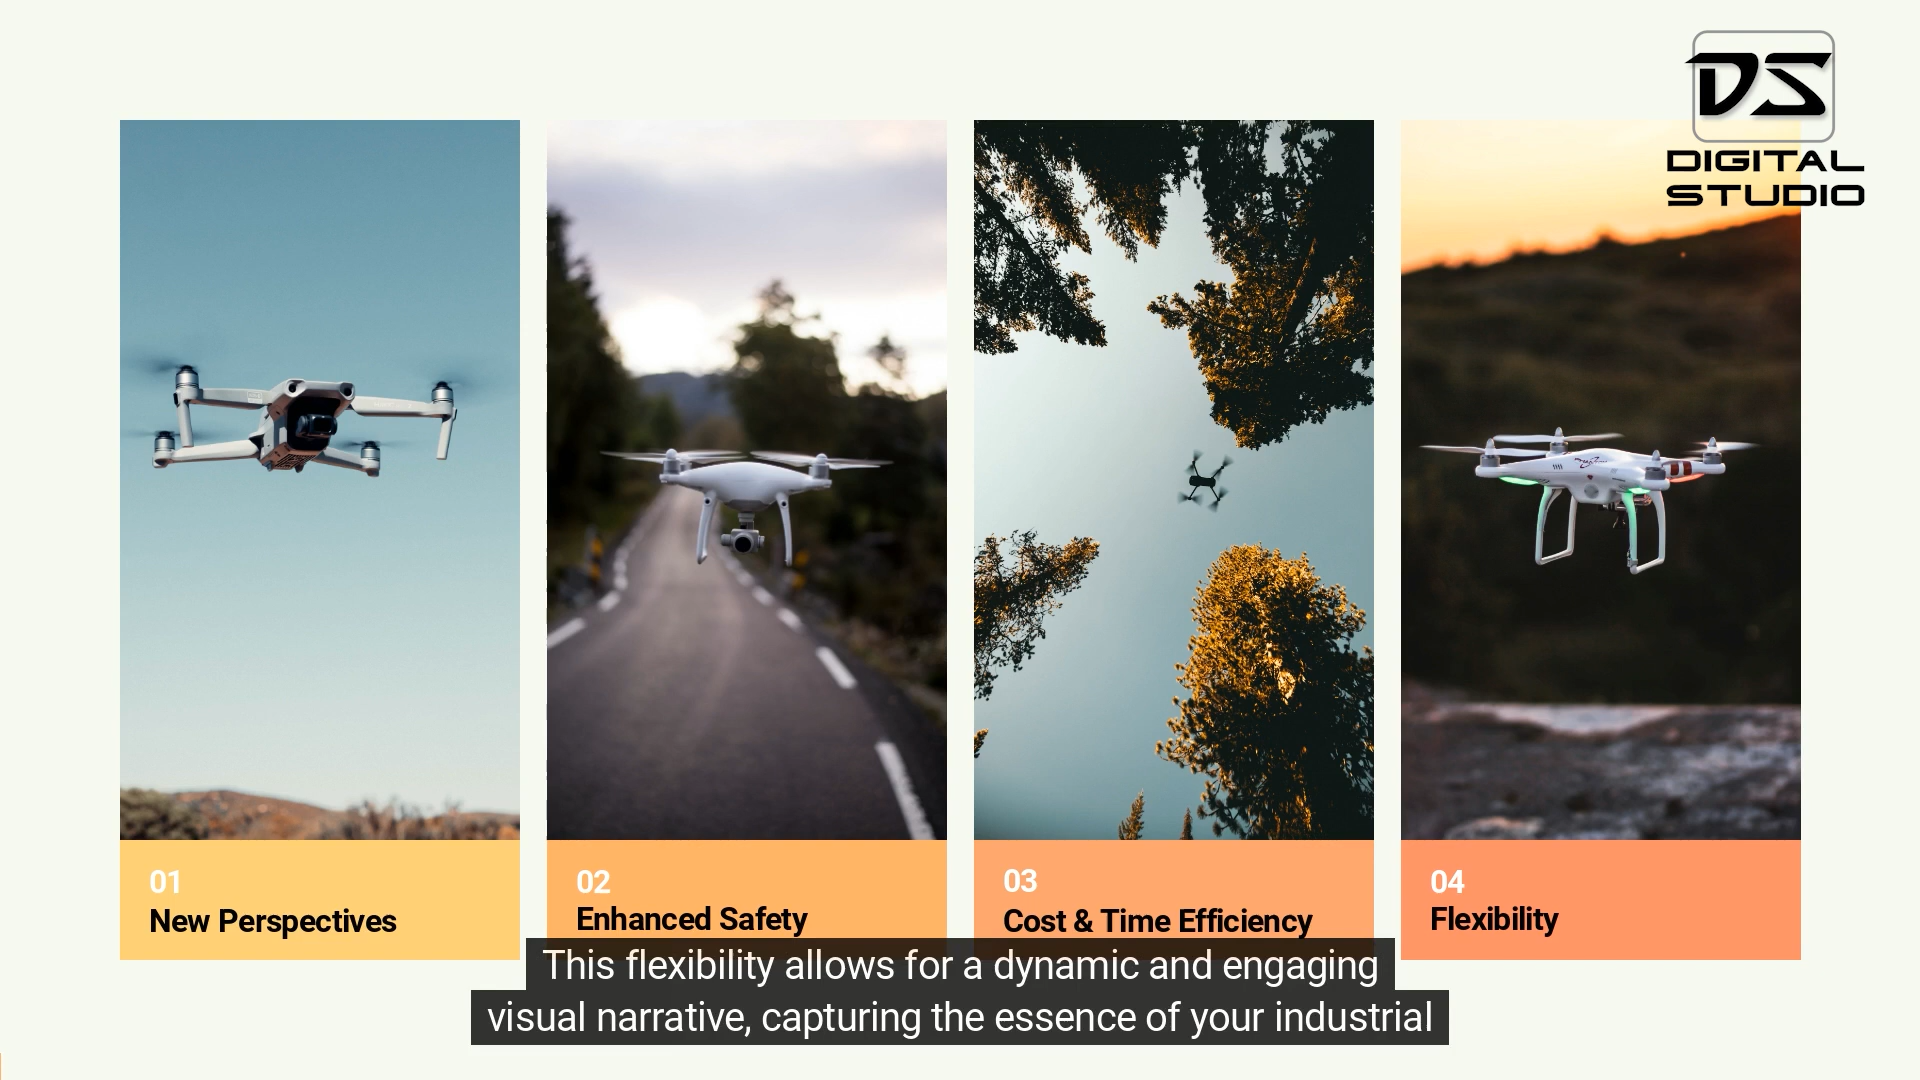 DS
DIGITAL
STUDIO
01
New Perspectives
02
Enhanced Safety
03
Cost & Time Efficiency
04
Flexibility
This flexibility allows for a dynamic and engaging
visual narrative, capturing the essence of your industrial